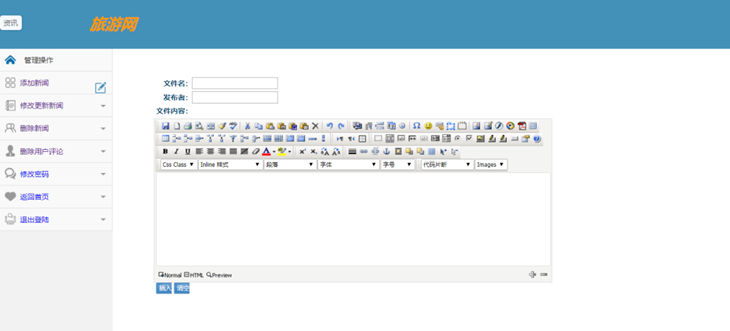 资讯
旅游网
管理操作
添加新闻
修改更新新闻
删除新闻
删除用户评论
修改密码
返回首页
退出登陆
文件名:
发布者:
文件内容:
Css Class Inline 样式 段落 字体 字号 代码片断 Images
Normal HTML Preview
插入 清空